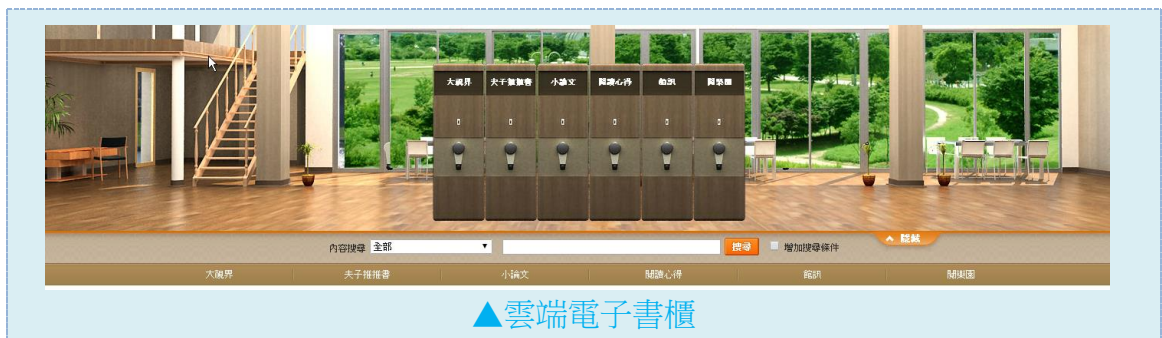 大視界 夫子推推書 小論文 閱讀心得 館訊 閱樂園
內容搜尋 全部 搜尋 增加搜尋條件 隱藏
大視界 夫子推推書 小論文 閱讀心得 館訊 閱樂園
▲雲端電子書櫃